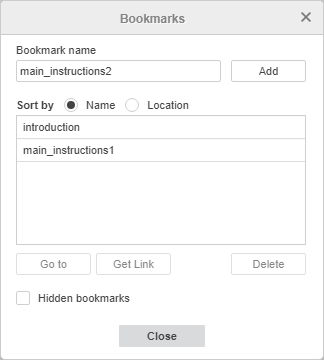 Bookmarks
Bookmark name
main_instructions2 Add
Sort by Name Location
introduction
main_instructions1
Go to Get Link Delete
Hidden bookmarks
Close